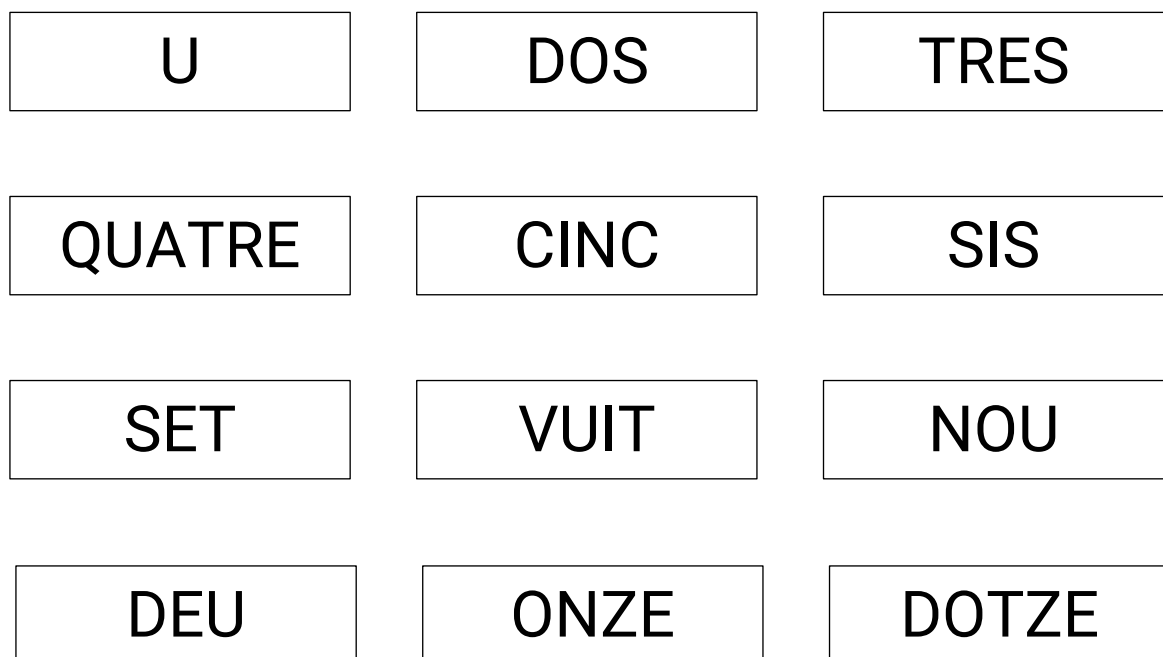 U DOS TRES
QUATRE CINC SIS
SET VUIT NOU
DEU ONZE DOTZE